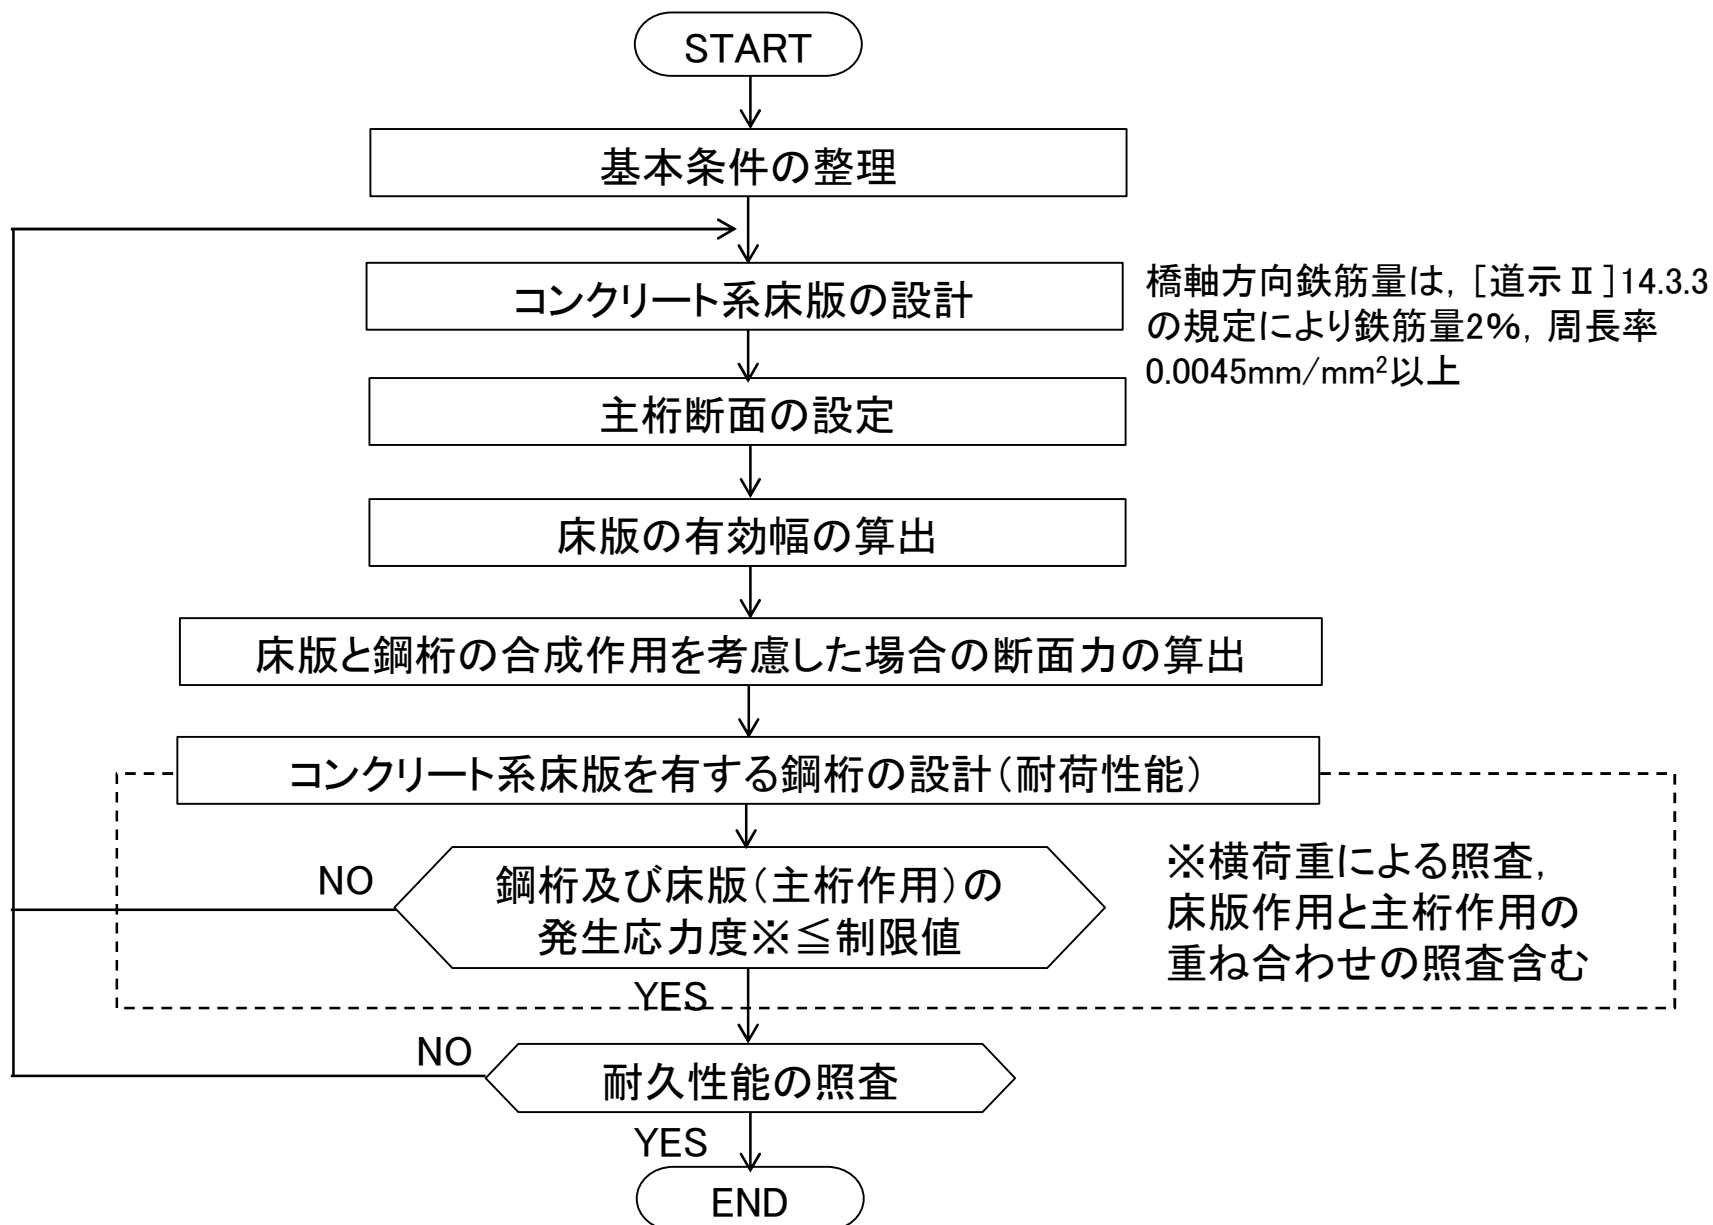 START
基本条件の整理
コンクリート系床版の設計
橋軸方向鉄筋量は，［道示Ⅱ］14.3.3
の規定により鉄筋量2%，周長率
0.0045mm/mm²以上
主桁断面の設定
床版の有効幅の算出
床版と鋼桁の合成作用を考慮した場合の断面力の算出
コンクリート系床版を有する鋼桁の設計（耐荷性能）
NO
鋼桁及び床版（主桁作用）の
発生応力度※≦制限値
※横荷重による照査，
床版作用と主桁作用の
重ね合わせの照査含む
YES
NO
耐久性能の照査
YES
END